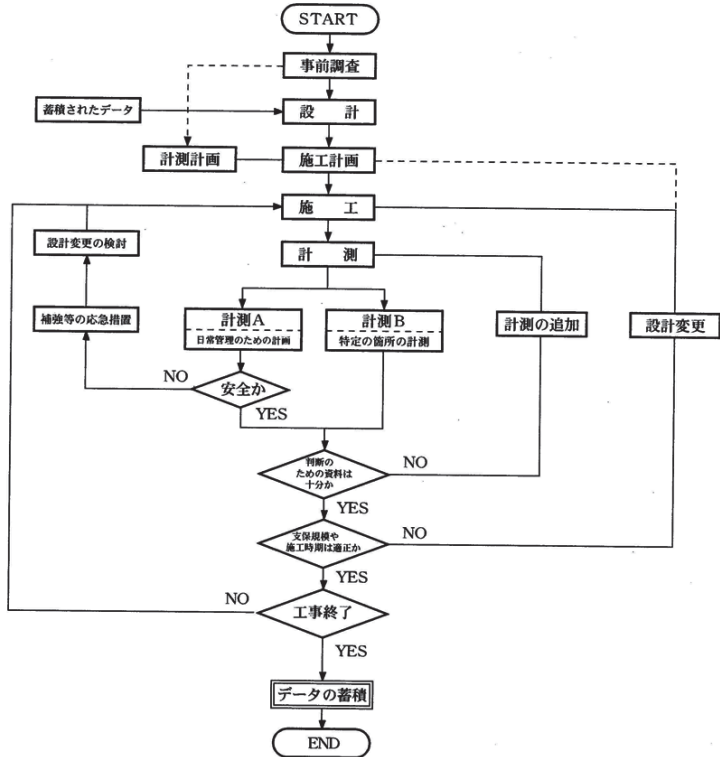 START
事前調査
蓄積されたデータ
設　計
計測計画
施工計画
施　工
設計変更の検討
計　測
補強等の応急措置
計測A
日常管理のための計画
計測B
特定の箇所の計測
計測の追加
設計変更
NO
安全か
YES
判断の
ための資料は
十分か
NO
YES
支保規模や
施工時期は適正か
NO
YES
NO
工事終了
YES
データの蓄積
END